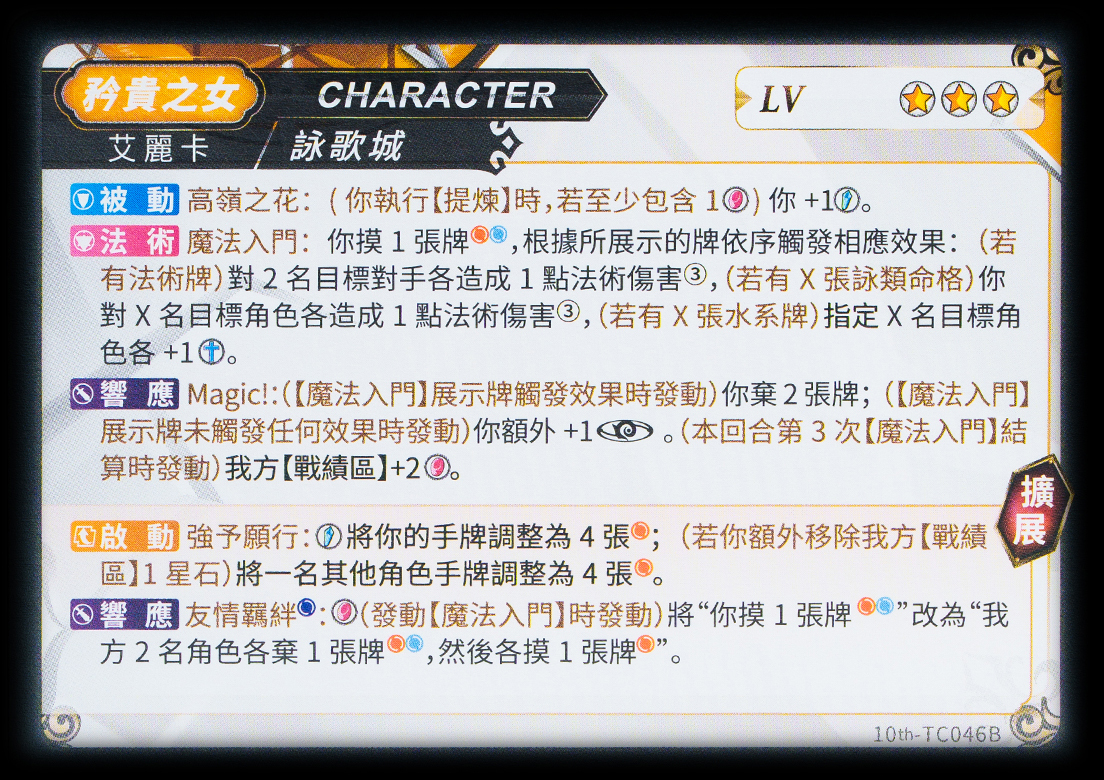 矜貴之女 CHARACTER LV
艾麗卡 / 詠歌城
被動 高嶺之花：(你執行【提煉】時，若至少包含 1) 你 +1。
法術 魔法入門：你摸 1 張牌，根據所展示的牌依序觸發相應效果：(若
有法術牌)對 2 名目標對手各造成 1 點法術傷害③，(若有 X 張詠類命格)你
對 X 名目標角色各造成 1 點法術傷害③，(若有 X 張水系牌)指定 X 名目標角
色各 +1。
響應 Magic!:(【魔法入門】展示牌觸發效果時發動)你棄 2 張牌；(【魔法入門】
展示牌未觸發任何效果時發動)你額外 +1。(本回合第 3 次【魔法入門】結
算時發動)我方【戰績區】+2。
擴展
啟動 強予願行：將你的手牌調整為 4 張；(若你額外移除我方【戰績
區】1 星石)將一名其他角色手牌調整為 4 張。
響應 友情羈絆：(發動【魔法入門】時發動)將“你摸 1 張牌”改為“我
方 2 名角色各棄 1 張牌，然後各摸 1 張牌”。
10th-TC046B